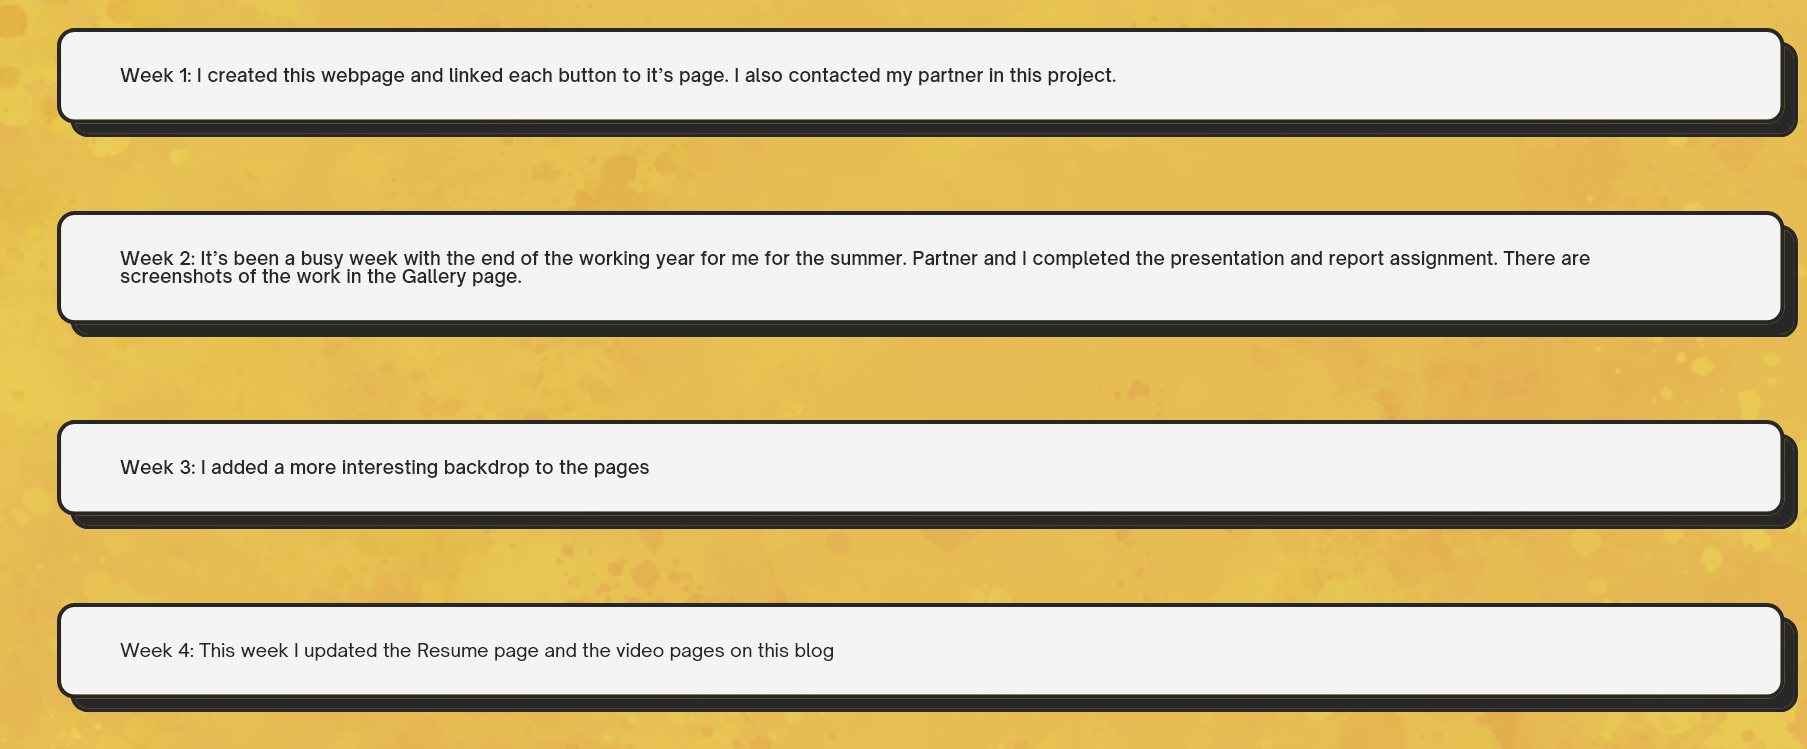 Week 1: I created this webpage and linked each button to it’s page. I also contacted my partner in this project.
Week 2: It’s been a busy week with the end of the working year for me for the summer. Partner and I completed the presentation and report assignment. There are
screenshots of the work in the Gallery page.
Week 3: I added a more interesting backdrop to the pages
Week 4: This week I updated the Resume page and the video pages on this blog